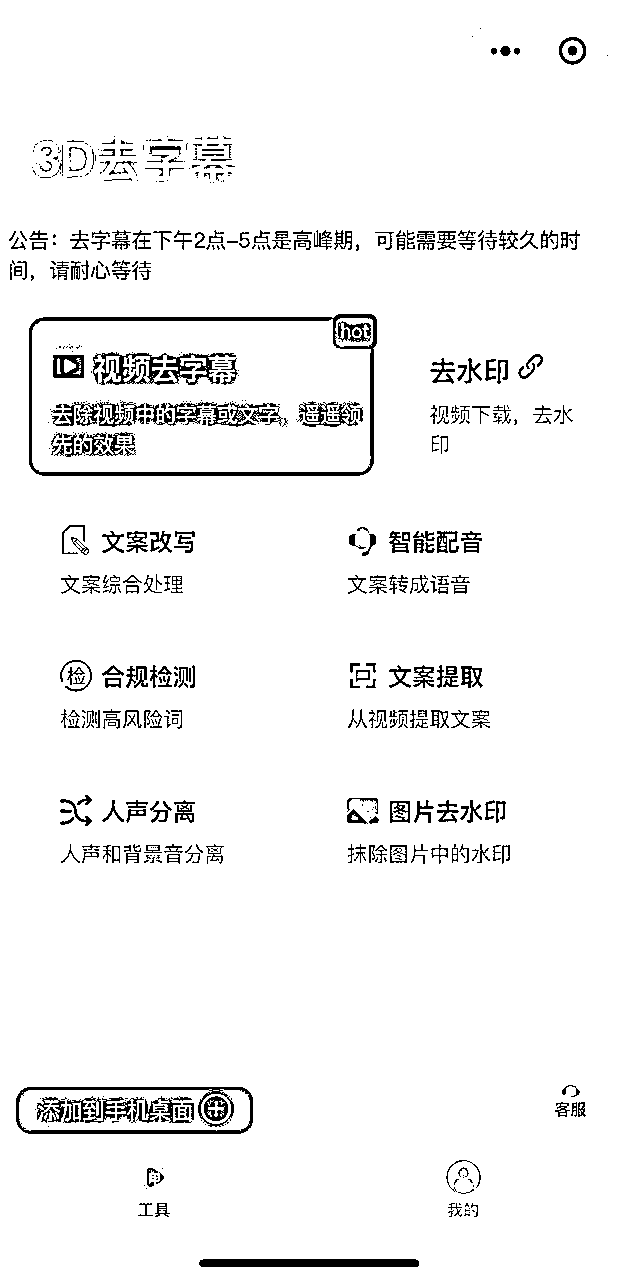 3D去字幕
公告：去字幕在下午2点–5点是高峰期，可能需要等待较久的时
间，请耐心等待
hot
视频去字幕
去除视频中的字幕或文字。遥遥领
先的效果
去水印
视频下载，去水
印
文案改写
文案综合处理
智能配音
文案转成语音
检
合规检测
检测高风险词
文案提取
从视频提取文案
人声分离
人声和背景音分离
图片去水印
抹除图片中的水印
添加到手机桌面
客服
工具
我的